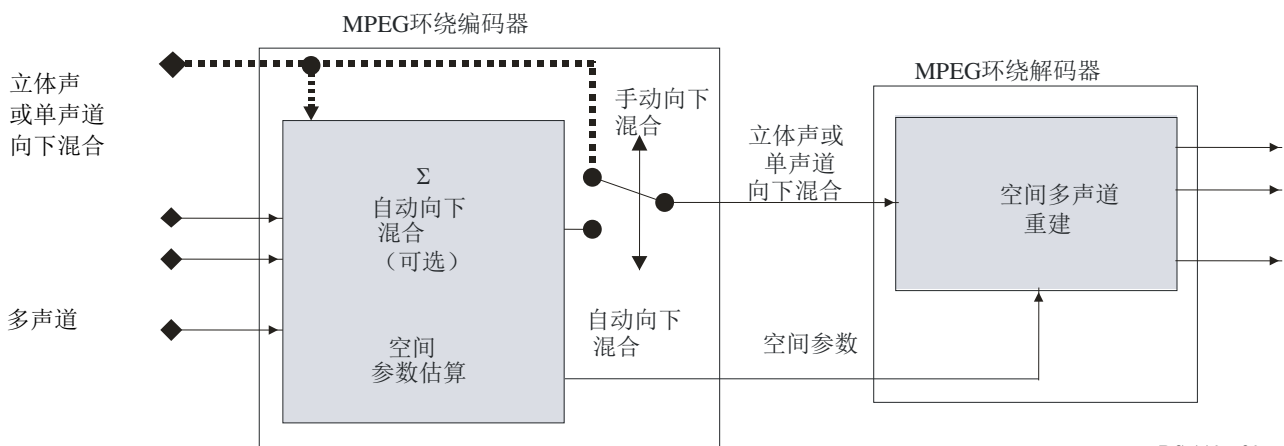 MPEG环绕编码器
立体声
或单声道
向下混合
多声道
Σ
自动向下
混合
（可选）
空间
参数估算
手动向下
混合
自动向下
混合
立体声或
单声道
向下混合
空间参数
MPEG环绕解码器
空间多声道
重建